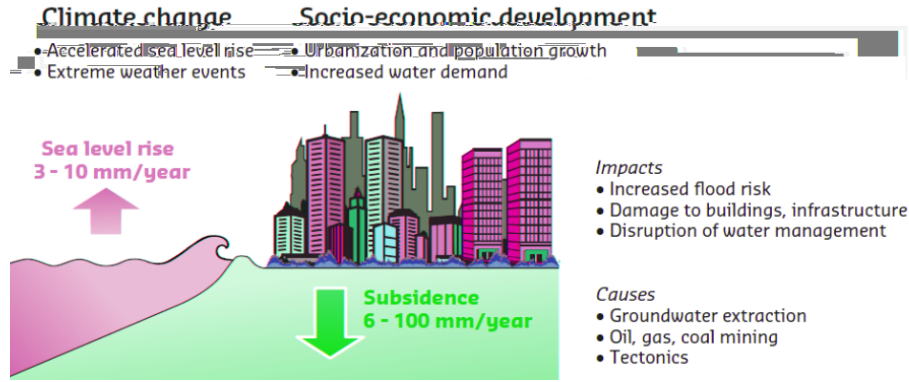 Climate change
Socio-economic development
• Accelerated sea level rise
• Urbanization and population growth
• Extreme weather events
• Increased water demand
Sea level rise
3 - 10 mm/year
Impacts
• Increased flood risk
• Damage to buildings, infrastructure
• Disruption of water management
Subsidence
6 - 100 mm/year
Causes
• Groundwater extraction
• Oil, gas, coal mining
• Tectonics